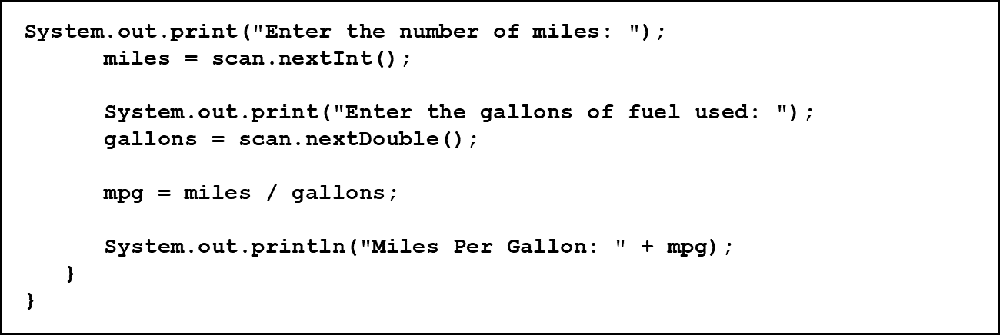 System.out.print("Enter the number of miles: ");
miles = scan.nextInt();
System.out.print("Enter the gallons of fuel used: ");
gallons = scan.nextDouble();
mpg = miles / gallons;
System.out.println("Miles Per Gallon: " + mpg);
}
}